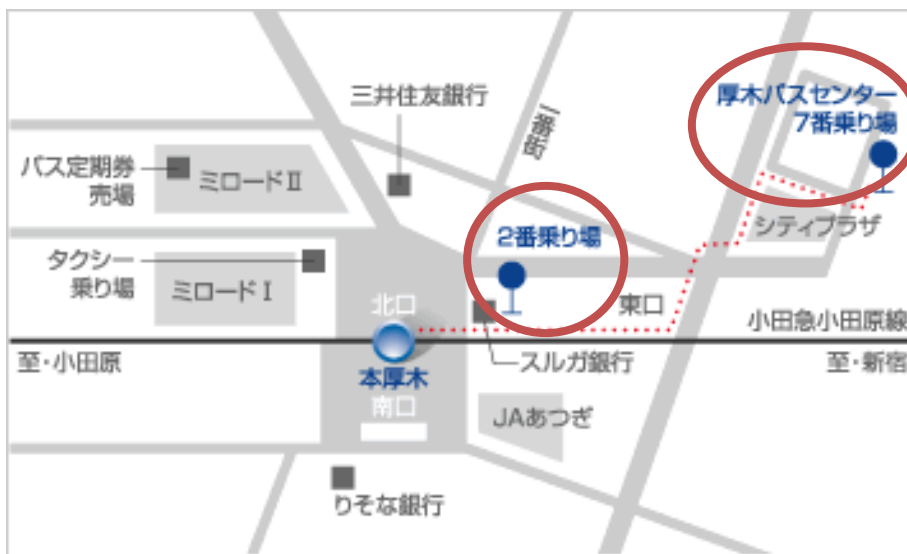 三井住友銀行
一番街
厚木バスセンター
7番乗り場
バス定期券
売場
ミロードⅡ
シティプラザ
2番乗り場
タクシー
乗り場
ミロードⅠ
北口
東口
小田急小田原線
至・小田原
本厚木
スルガ銀行
至・新宿
南口
JAあつぎ
りそな銀行